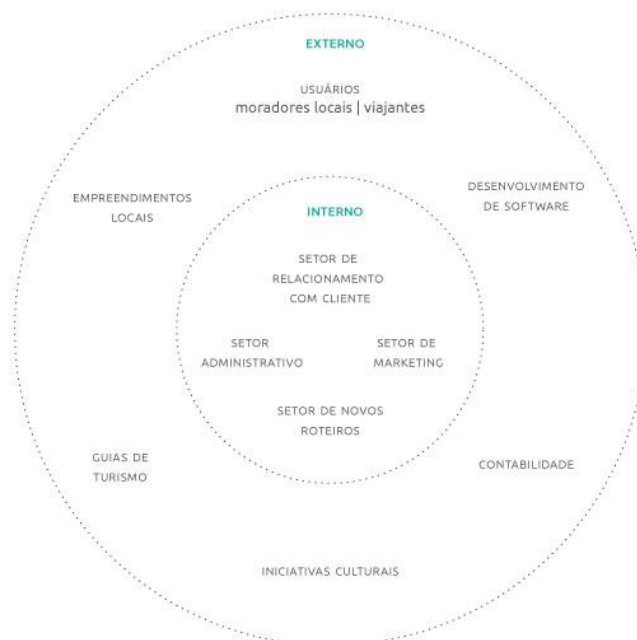 EXTERNO
USUÁRIOS
moradores locais | viajantes
EMPREENDIMENTOS
LOCAIS
DESENVOLVIMENTO
DE SOFTWARE
INTERNO
SETOR DE
RELACIONAMENTO
COM CLIENTE
SETOR
ADMINISTRATIVO
SETOR DE
MARKETING
SETOR DE NOVOS
ROTEIROS
GUIAS DE
TURISMO
CONTABILIDADE
INICIATIVAS CULTURAIS